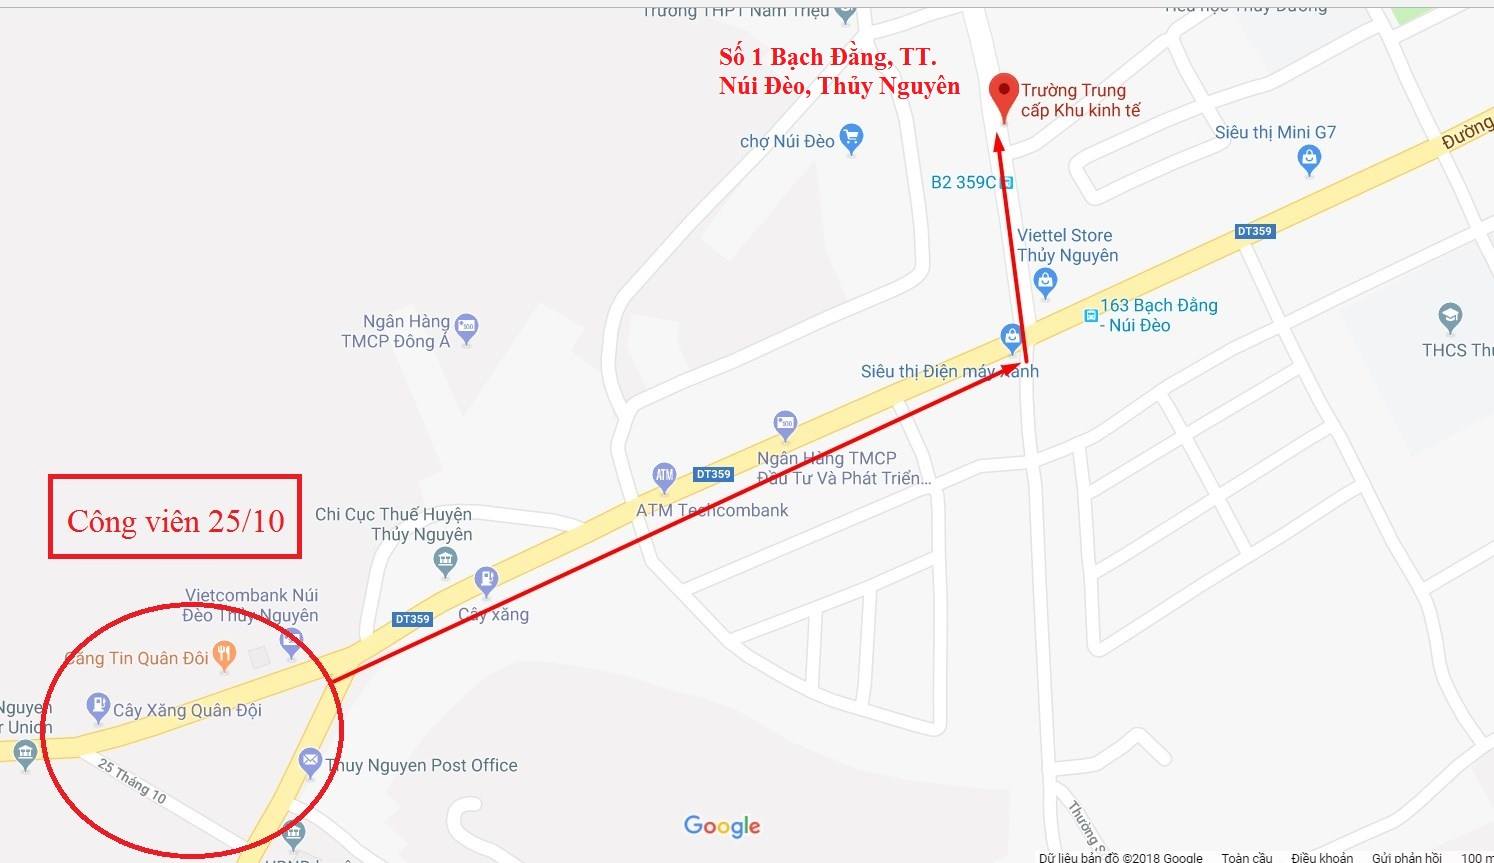 Trường THPT Nam Triệu
Tiểu học Thủy Đường
Số 1 Bạch Đằng, TT.
Núi Đèo, Thủy Nguyên
Trường Trung
cấp Khu kinh tế
chợ Núi Đèo
Siêu thị Mini G7
Đường
B2 359C
DT359
Viettel Store
Thủy Nguyên
163 Bạch Đằng
- Núi Đèo
Ngân Hàng
TMCP Đông Á
THCS Thủ
Siêu thị Điện máy Xanh
Ngân Hàng TMCP
Đầu Tư Và Phát Triển...
ATM
DT359
ATM Techcombank
Công viên 25/10
Chi Cục Thuế Huyện
Thủy Nguyên
Vietcombank Núi
Đèo Thủy Nguyên
DT359
Cây xăng
Căng Tin Quân Đôi
Nguyen
r Union
Cây Xăng Quân Đội
25 Tháng 10
Thuy Nguyen Post Office
Google
Thường S
Dữ liệu bản đồ ©2018 Google
Toàn cầu
Điều khoản
Gửi phản hồi
100 m